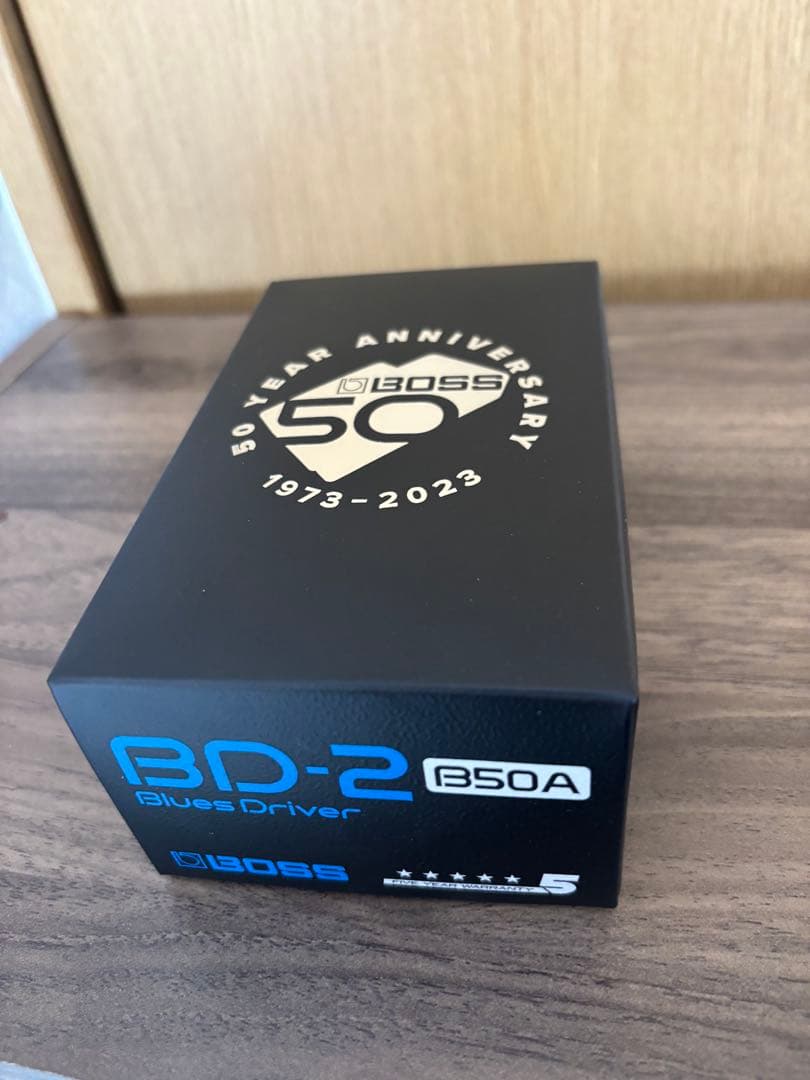 50 YEAR ANNIVERSARY
BOSS
50
1973-2023
BD-2 B50A
Blues Driver
BOSS
FIVE YEAR WARRANTY 5